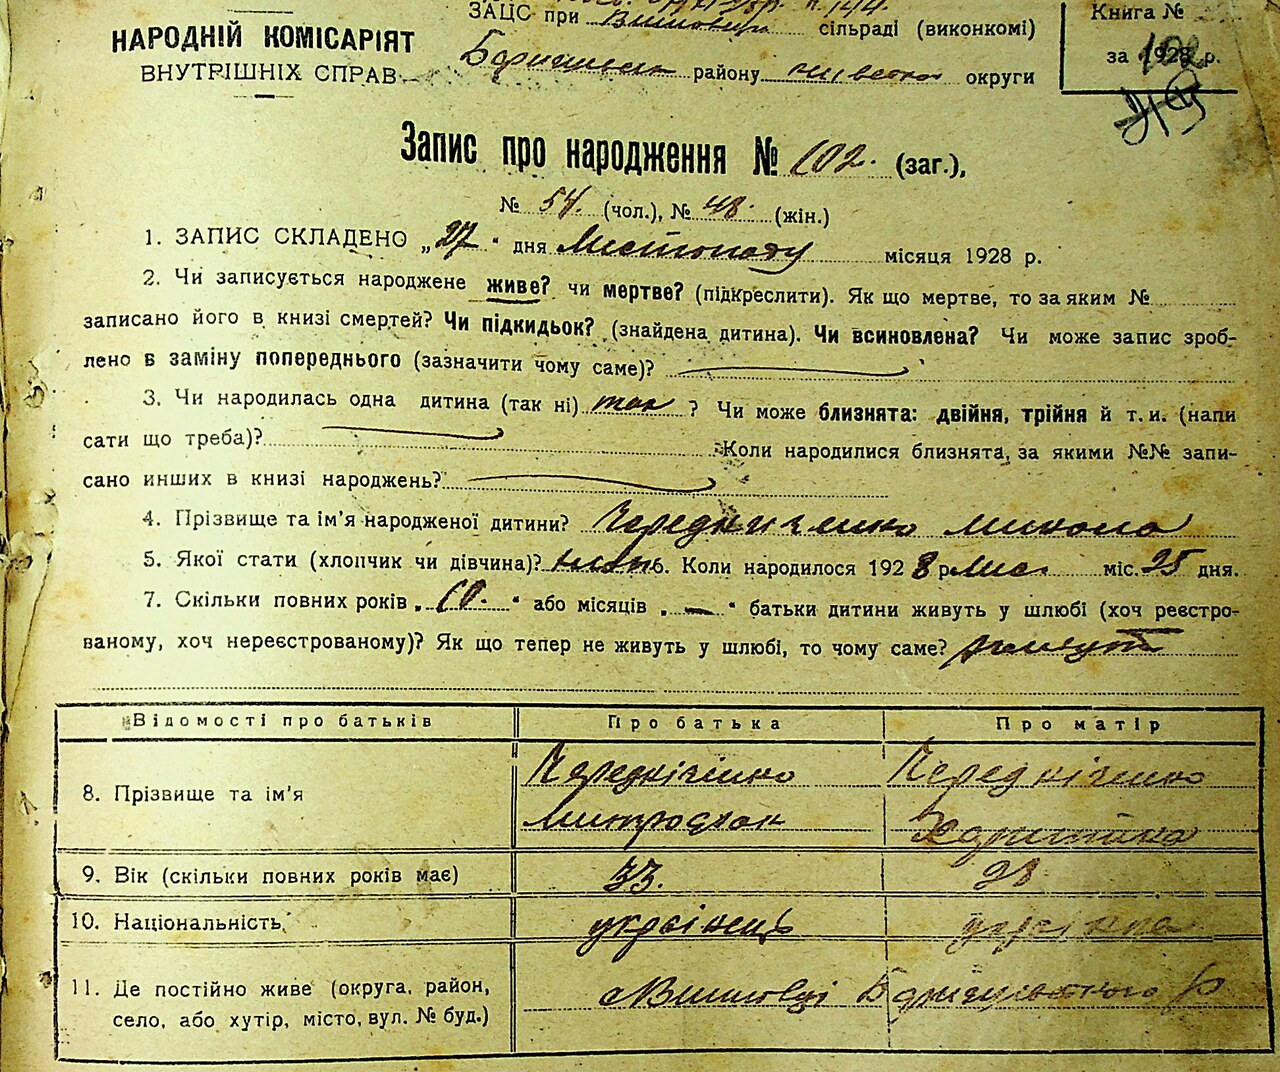 НАРОДНІЙ КОМІСАРІЯТ
ВНУТРІШНІХ СПРАВ
ЗАЦС при сільраді (виконкомі)
району округи
Книга №
за 1928 р.
102
Запис про народження № 102. (заг.),
№ 54. (чол.), № 48. (жін.)
1. ЗАПИС СКЛАДЕНО „27“ дня Листопаду місяця 1928 р.
2. Чи записується народжене живе? чи мертве? (підкреслити). Як що мертве, то за яким №
записано його в книзі смертей? Чи підкидьок? (знайдена дитина). Чи всиновлена? Чи може запис зроб-
лено в заміну попереднього (зазначити чому саме)?
3. Чи народилась одна дитина (так ні) так ? Чи може близнята: двійня, трійня й т. и. (напи
сати що треба)? Коли народилися близнята, за якими №№ запи-
сано инших в книзі народжень?
4. Прізвище та ім'я народженої дитини? Чередниченко Микола
5. Якої стати (хлопчик чи дівчина)? Коли народилося 1928 р. Лис. міс. 25 дня.
7. Скільки повних років „10.“ або місяців „—“ батьки дитини живуть у шлюбі (хоч реєстро-
ваному, хоч нереєстрованому)? Як що тепер не живуть у шлюбі, то чому саме? живуть
Відомості про батьків Про батька Про матір
8. Прізвище та ім'я
Чередніченко Чередніченко
Митрофан
9. Вік (скільки повних років має) 33. 28
10. Національність українець українка
11. Де постійно живе (округа, район,
село, або хутір, місто, вул. № буд.)